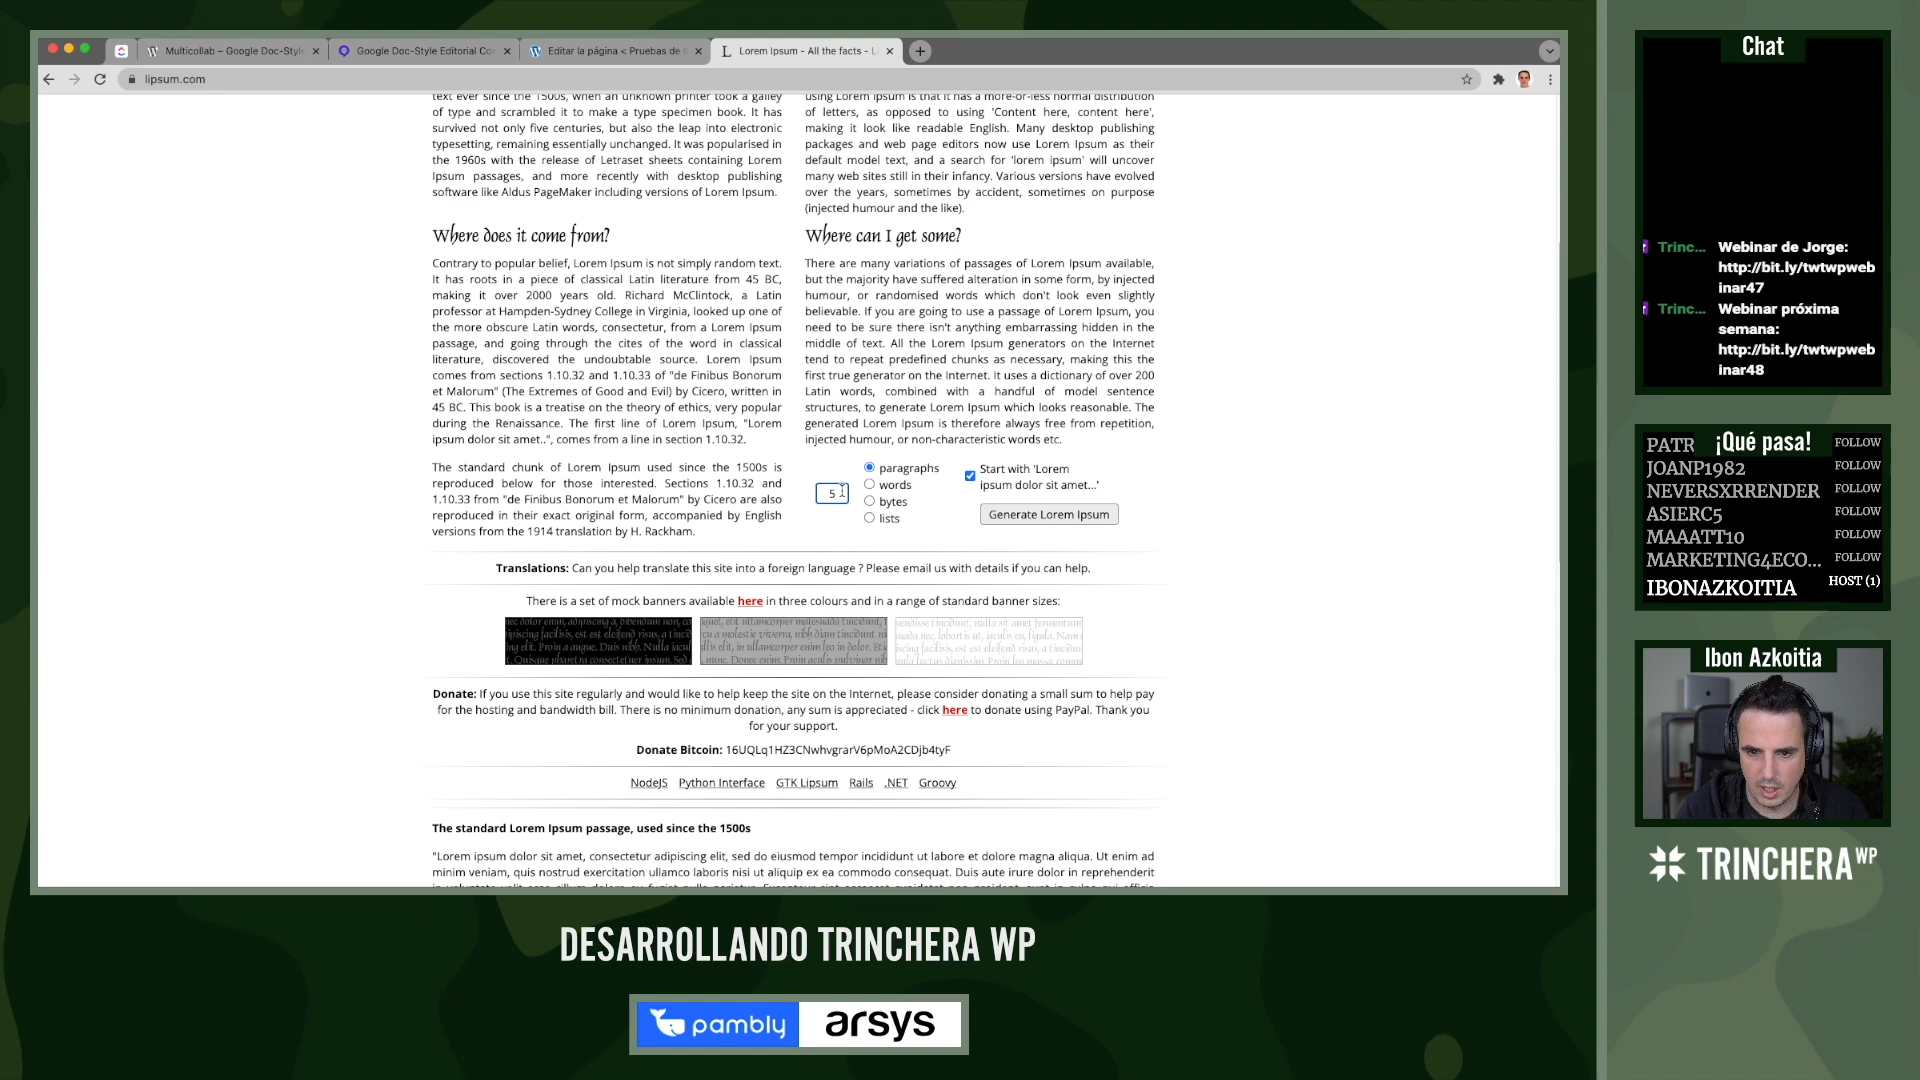 Multicollab – Google Doc-Style
Google Doc-Style Editorial Co
Editar la página < Pruebas de
Lorem Ipsum - All the facts - L
lipsum.com
text ever since the 1500s, when an unknown printer took a galley
of type and scrambled it to make a type specimen book. It has
survived not only five centuries, but also the leap into electronic
typesetting, remaining essentially unchanged. It was popularised in
the 1960s with the release of Letraset sheets containing Lorem
Ipsum passages, and more recently with desktop publishing
software like Aldus PageMaker including versions of Lorem Ipsum.
Where does it come from?
Contrary to popular belief, Lorem Ipsum is not simply random text.
It has roots in a piece of classical Latin literature from 45 BC,
making it over 2000 years old. Richard McClintock, a Latin
professor at Hampden-Sydney College in Virginia, looked up one of
the more obscure Latin words, consectetur, from a Lorem Ipsum
passage, and going through the cites of the word in classical
literature, discovered the undoubtable source. Lorem Ipsum
comes from sections 1.10.32 and 1.10.33 of "de Finibus Bonorum
et Malorum" (The Extremes of Good and Evil) by Cicero, written in
45 BC. This book is a treatise on the theory of ethics, very popular
during the Renaissance. The first line of Lorem Ipsum, "Lorem
ipsum dolor sit amet..", comes from a line in section 1.10.32.
The standard chunk of Lorem Ipsum used since the 1500s is
reproduced below for those interested. Sections 1.10.32 and
1.10.33 from "de Finibus Bonorum et Malorum" by Cicero are also
reproduced in their exact original form, accompanied by English
versions from the 1914 translation by H. Rackham.
using Lorem Ipsum is that it has a more-or-less normal distribution
of letters, as opposed to using 'Content here, content here',
making it look like readable English. Many desktop publishing
packages and web page editors now use Lorem Ipsum as their
default model text, and a search for 'lorem ipsum' will uncover
many web sites still in their infancy. Various versions have evolved
over the years, sometimes by accident, sometimes on purpose
(injected humour and the like).
Where can I get some?
There are many variations of passages of Lorem Ipsum available,
but the majority have suffered alteration in some form, by injected
humour, or randomised words which don't look even slightly
believable. If you are going to use a passage of Lorem Ipsum, you
need to be sure there isn't anything embarrassing hidden in the
middle of text. All the Lorem Ipsum generators on the Internet
tend to repeat predefined chunks as necessary, making this the
first true generator on the Internet. It uses a dictionary of over 200
Latin words, combined with a handful of model sentence
structures, to generate Lorem Ipsum which looks reasonable. The
generated Lorem Ipsum is therefore always free from repetition,
injected humour, or non-characteristic words etc.
5
paragraphs
words
bytes
lists
Start with 'Lorem
ipsum dolor sit amet...'
Generate Lorem Ipsum
Translations: Can you help translate this site into a foreign language ? Please email us with details if you can help.
There is a set of mock banners available here in three colours and in a range of standard banner sizes:
Donate: If you use this site regularly and would like to help keep the site on the Internet, please consider donating a small sum to help pay
for the hosting and bandwidth bill. There is no minimum donation, any sum is appreciated - click here to donate using PayPal. Thank you
for your support.
Donate Bitcoin: 16UQLq1HZ3CNwhvgrarV6pMoA2CDjb4tyF
NodeJS Python Interface GTK Lipsum Rails .NET Groovy
The standard Lorem Ipsum passage, used since the 1500s
"Lorem ipsum dolor sit amet, consectetur adipiscing elit, sed do eiusmod tempor incididunt ut labore et dolore magna aliqua. Ut enim ad
minim veniam, quis nostrud exercitation ullamco laboris nisi ut aliquip ex ea commodo consequat. Duis aute irure dolor in reprehenderit
Chat
Trinc... Webinar de Jorge:
http://bit.ly/twtwpweb
inar47
Trinc... Webinar próxima
semana:
http://bit.ly/twtwpweb
inar48
¡Qué pasa!
PATR FOLLOW
JOANP1982 FOLLOW
NEVERSXRRENDER FOLLOW
ASIERC5 FOLLOW
MAAATT10 FOLLOW
MARKETING4ECO... FOLLOW
IBONAZKOITIA HOST (1)
Ibon Azkoitia
TRINCHERA WP
DESARROLLANDO TRINCHERA WP
pambly
arsys